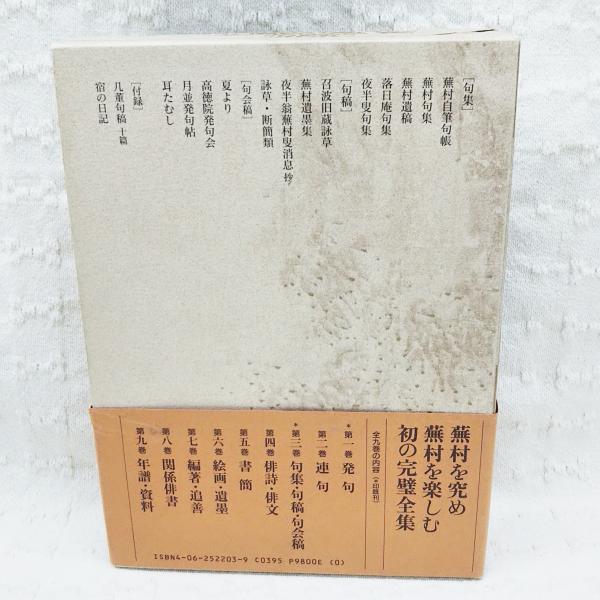 ［句集］
蕪村自筆句帳
蕪村句集
蕪村遺稿
落日庵句集
夜半叟句集
［句稿］
召波旧蔵詠草
蕪村遺墨集
夜半翁蕪村叟消息 抄
詠草・断簡類
［句会稿］
夏より
高徳院発句会
月並発句帖
耳たむし
［付録］
几董句稿 十篇
宿の日記
蕪村を究め
蕪村を楽しむ
初の完璧全集
全九巻の内容（＊印既刊）
＊第一巻 発句
第二巻 連句
＊第三巻 句集・句稿・句会稿
第四巻 俳詩・俳文
第五巻 書簡
第六巻 絵画・遺墨
第七巻 編著・追善
第八巻 関係俳書
第九巻 年譜・資料
ISBN4-06-252203-9 C0395 P9800E (0)